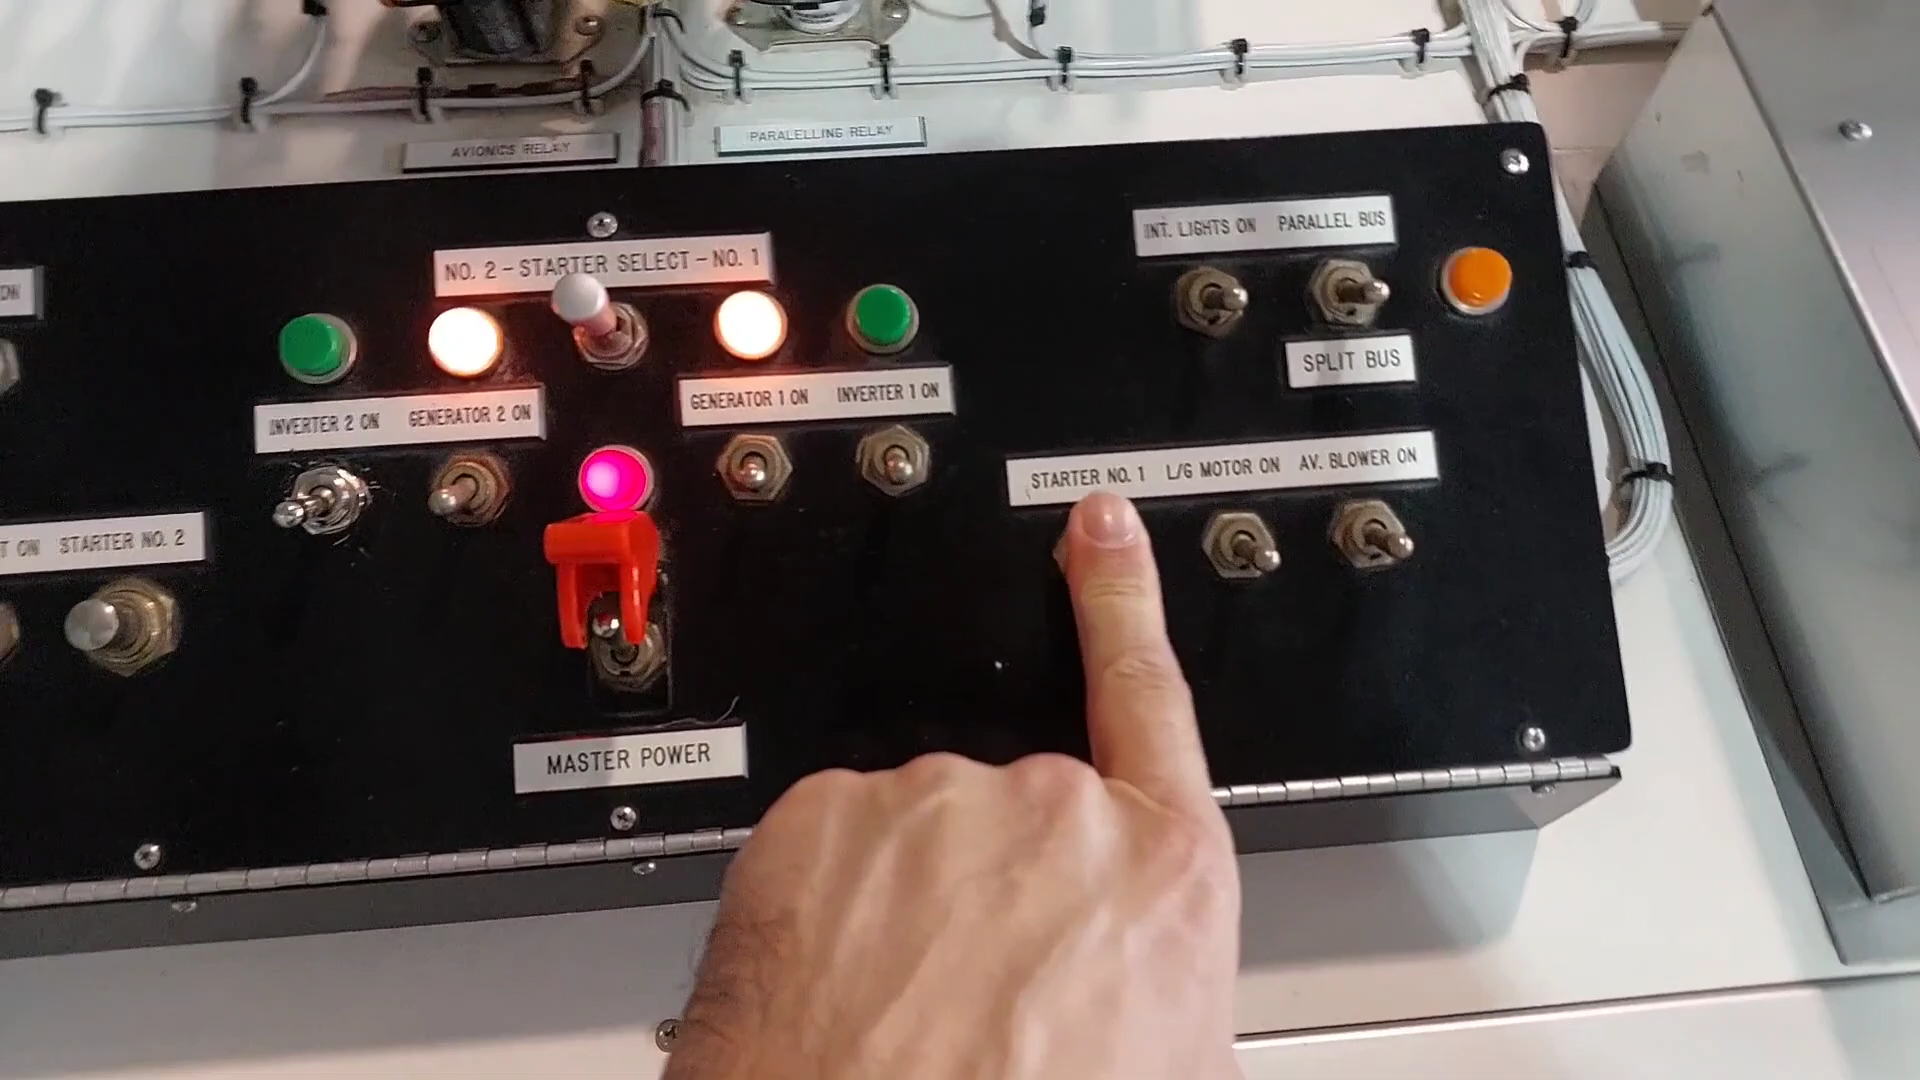 AVIONICS RELAY
PARALELLING RELAY
INT. LIGHTS ON PARALLEL BUS
NO. 2 - STARTER SELECT - NO. 1
SPLIT BUS
INVERTER 2 ON GENERATOR 2 ON
GENERATOR 1 ON INVERTER 1 ON
STARTER NO. 1 L/G MOTOR ON AV. BLOWER ON
ON STARTER NO. 2
MASTER POWER